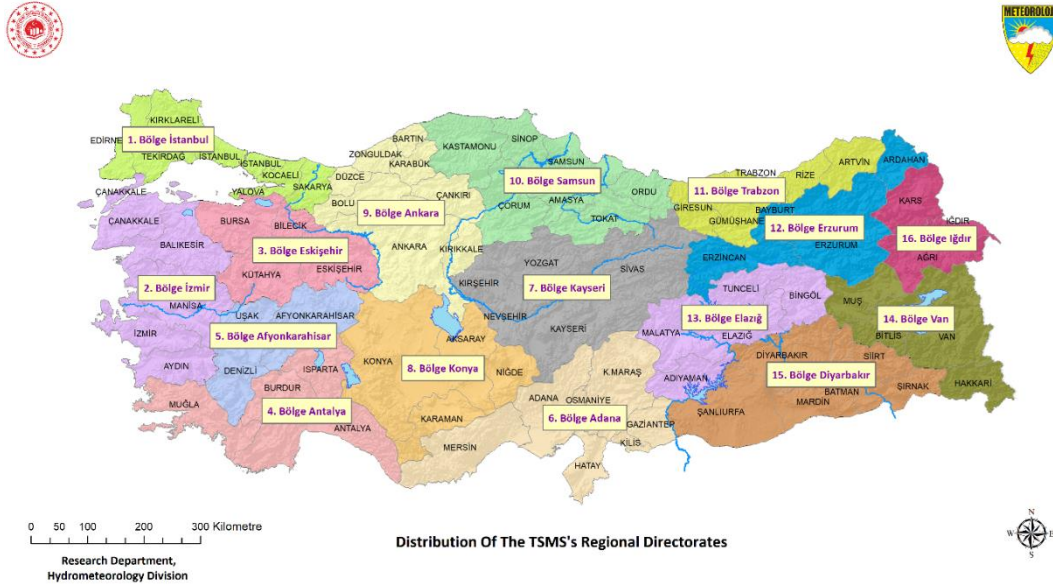 METEOROLOJİ
KIRKLARELİ
EDİRNE
1. Bölge İstanbul
TEKİRDAĞ
İSTANBUL
İSTANBUL
KOCAELİ
YALOVA
SAKARYA
ÇANAKKALE
ÇANAKKALE
BALIKESİR
2. Bölge İzmir
MANİSA
İZMİR
AYDIN
BURSA
BİLECİK
3. Bölge Eskişehir
KÜTAHYA
ESKİŞEHİR
UŞAK
AFYONKARAHİSAR
5. Bölge Afyonkarahisar
DENİZLİ
ISPARTA
BURDUR
MUĞLA
4. Bölge Antalya
ANTALYA
BARTIN
ZONGULDAK
KARABÜK
DÜZCE
BOLU
ÇANKIRI
9. Bölge Ankara
ANKARA
KIRIKKALE
KASTAMONU
SİNOP
SAMSUN
10. Bölge Samsun
ORDU
ÇORUM
AMASYA
TOKAT
YOZGAT
SİVAS
KIRŞEHİR
7. Bölge Kayseri
NEVŞEHİR
KAYSERİ
AKSARAY
KONYA
8. Bölge Konya
NİĞDE
KARAMAN
K.MARAŞ
ADANA
OSMANİYE
6. Bölge Adana
GAZİANTEP
MERSİN
KİLİS
HATAY
ARTVİN
TRABZON
RİZE
11. Bölge Trabzon
GİRESUN
GÜMÜŞHANE
ARDAHAN
BAYBURT
12. Bölge Erzurum
ERZURUM
ERZİNCAN
KARS
IĞDIR
16. Bölge Iğdır
AĞRI
TUNCELİ
BİNGÖL
13. Bölge Elazığ
MALATYA
ELAZIĞ
ADIYAMAN
MUŞ
14. Bölge Van
BİTLİS
VAN
HAKKARİ
DİYARBAKIR
SİİRT
15. Bölge Diyarbakır
BATMAN
ŞIRNAK
MARDİN
ŞANLIURFA
0 50 100 200 300 Kilometre
Research Department,
Hydrometeorology Division
Distribution Of The TSMS's Regional Directorates
N
W E
S